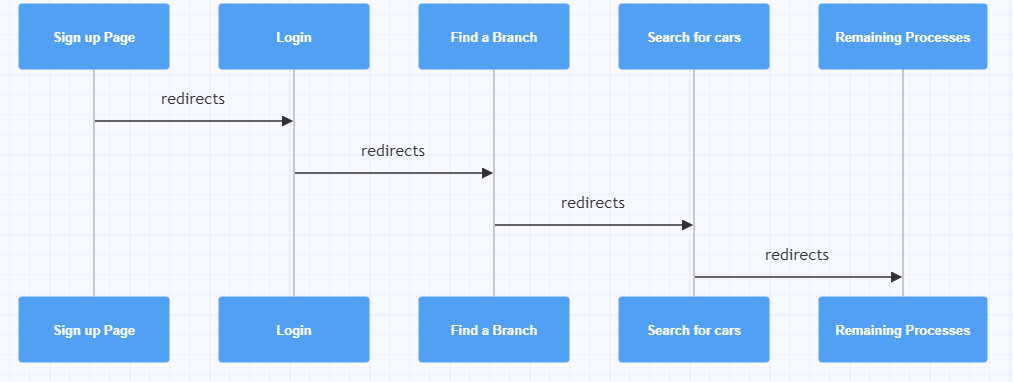 Sign up Page
Login
Find a Branch
Search for cars
Remaining Processes
redirects
redirects
redirects
redirects
Sign up Page
Login
Find a Branch
Search for cars
Remaining Processes